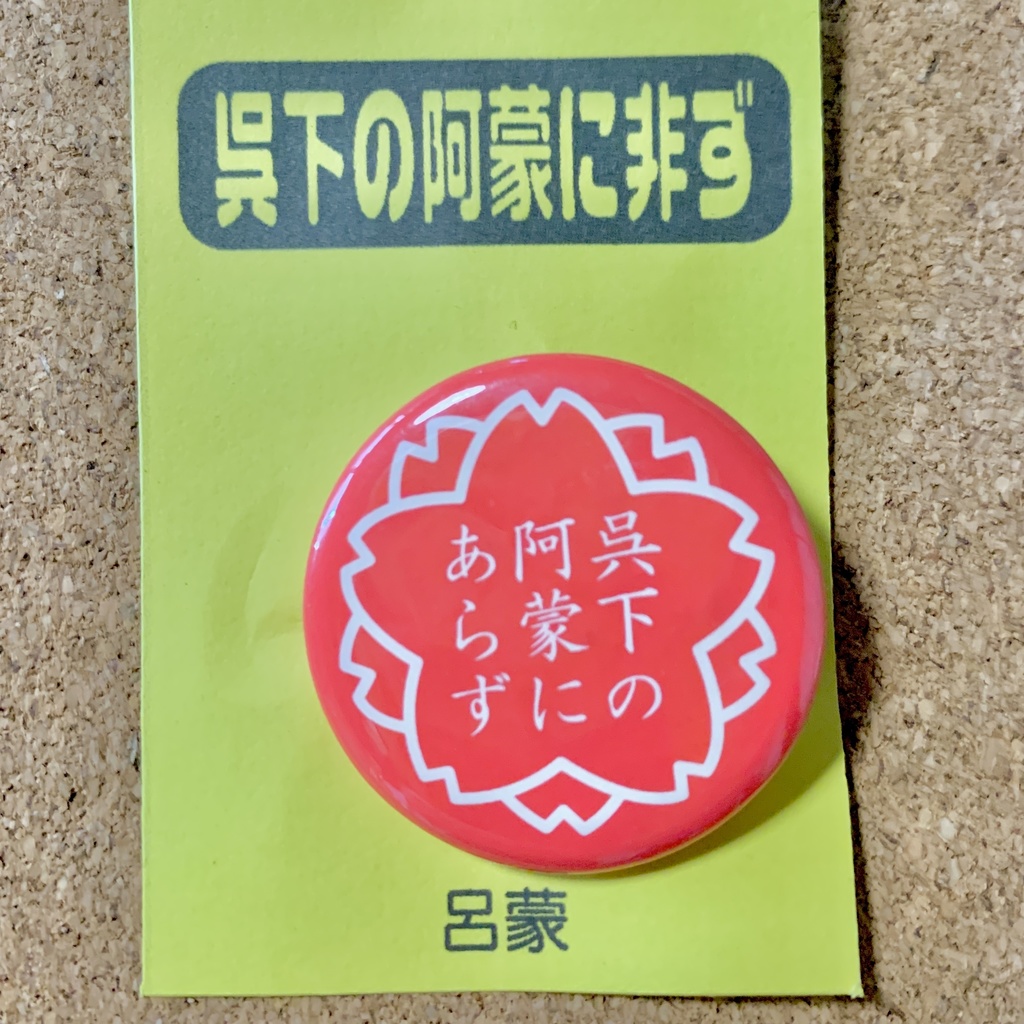 呉下の阿蒙に非ず
呉下の
阿蒙に
あらず
呂蒙